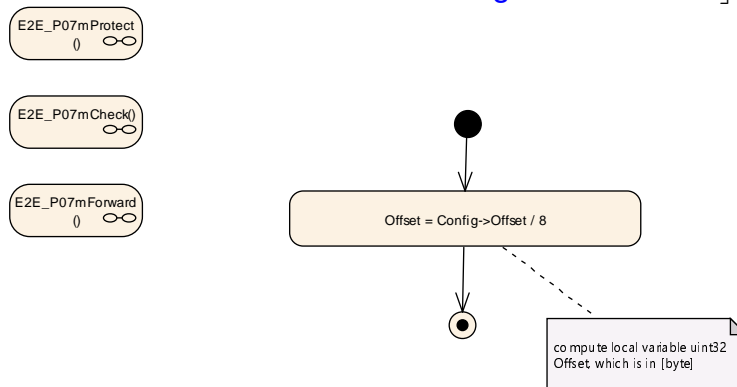 E2E_P07mProtect
()
E2E_P07mCheck()
E2E_P07mForward
()
Offset = Config->Offset / 8
compute local variable uint32
Offset, which is in [byte]